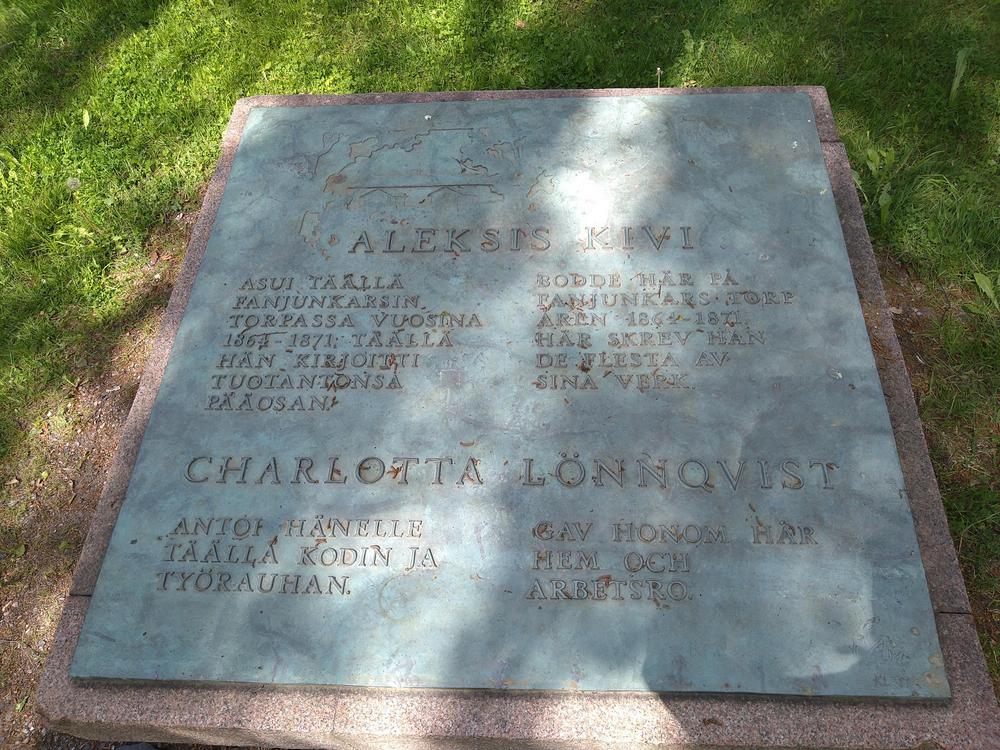 ALEKSIS KIVI
ASUI TÄÄLLÄ
FANJUNKARSIN
TORPASSA VUOSINA
1864-1871; TÄÄLLÄ
HÄN KIRJOITTI
TUOTANTONSA
PÄÄOSAN.
BODDE HÄR PÅ
FANJUNKARS TORP
ÅREN 1864-1871.
HÄR SKREV HAN
DE FLESTA AV
SINA VERK.
CHARLOTTA LÖNNQVIST
ANTOI HÄNELLE
TÄÄLLÄ KODIN JA
TYÖRAUHAN.
GAV HONOM HÄR
HEM OCH
ARBETSRO.